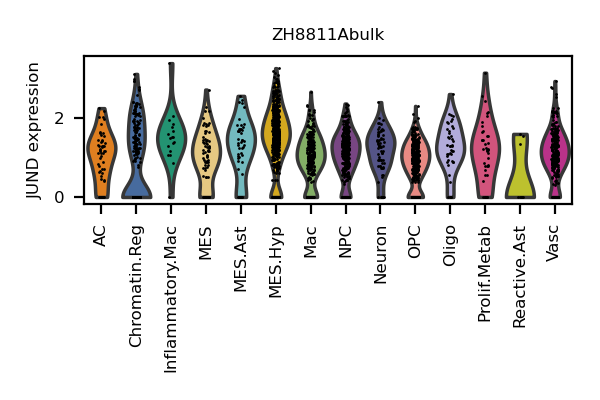 ZH8811Abulk
JUND expression
2
0
AC
Chromatin.Reg
Inflammatory.Mac
MES
MES.Ast
MES.Hyp
Mac
NPC
Neuron
OPC
Oligo
Prolif.Metab
Reactive.Ast
Vasc